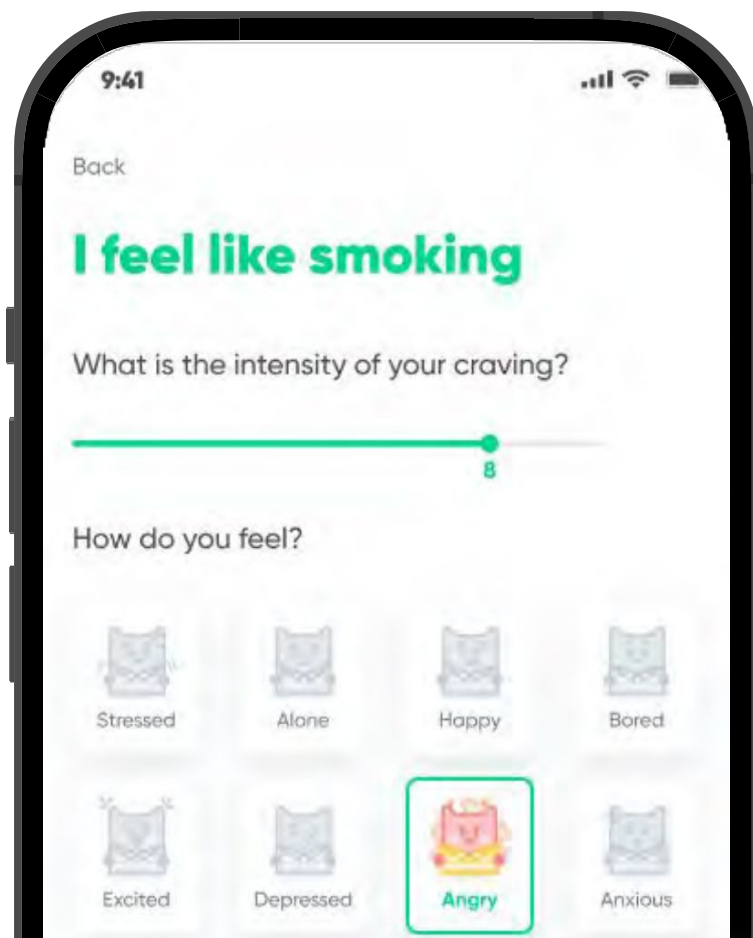 9:41
Back
I feel like smoking
What is the intensity of your craving?
8
How do you feel?
Stressed Alone Happy Bored
Excited Depressed Angry Anxious